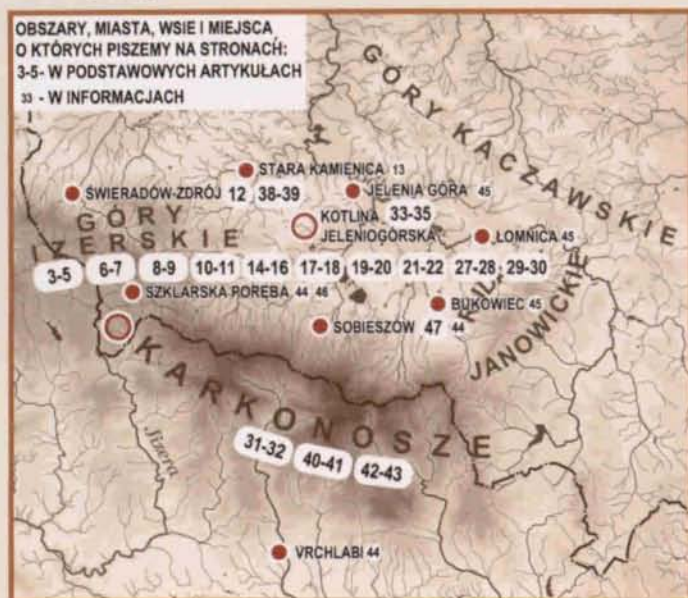 OBSZARY, MIASTA, WSIE I MIEJSCA
O KTÓRYCH PISZEMY NA STRONACH:
3-5- W PODSTAWOWYCH ARTYKUŁACH
33 - W INFORMACJACH
GÓRY KACZAWSKIE
STARA KAMIENICA 13
ŚWIERADÓW-ZDRÓJ 12 38-39
JELENIA GÓRA 45
GÓRY
IZERSKIE
KOTLINA 33-35
JELENIOGÓRSKA
ŁOMNICA 45
3-5 6-7 8-9 10-11 14-16 17-18 19-20 21-22 27-28 29-30
SZKLARSKA PORĘBA 44 46
BUKOWIEC 45
RUDAWY
JANOWICKIE
SOBIESZÓW 47 44
KARKONOSZE
Jizera
31-32 40-41 42-43
VRCHLABI 44